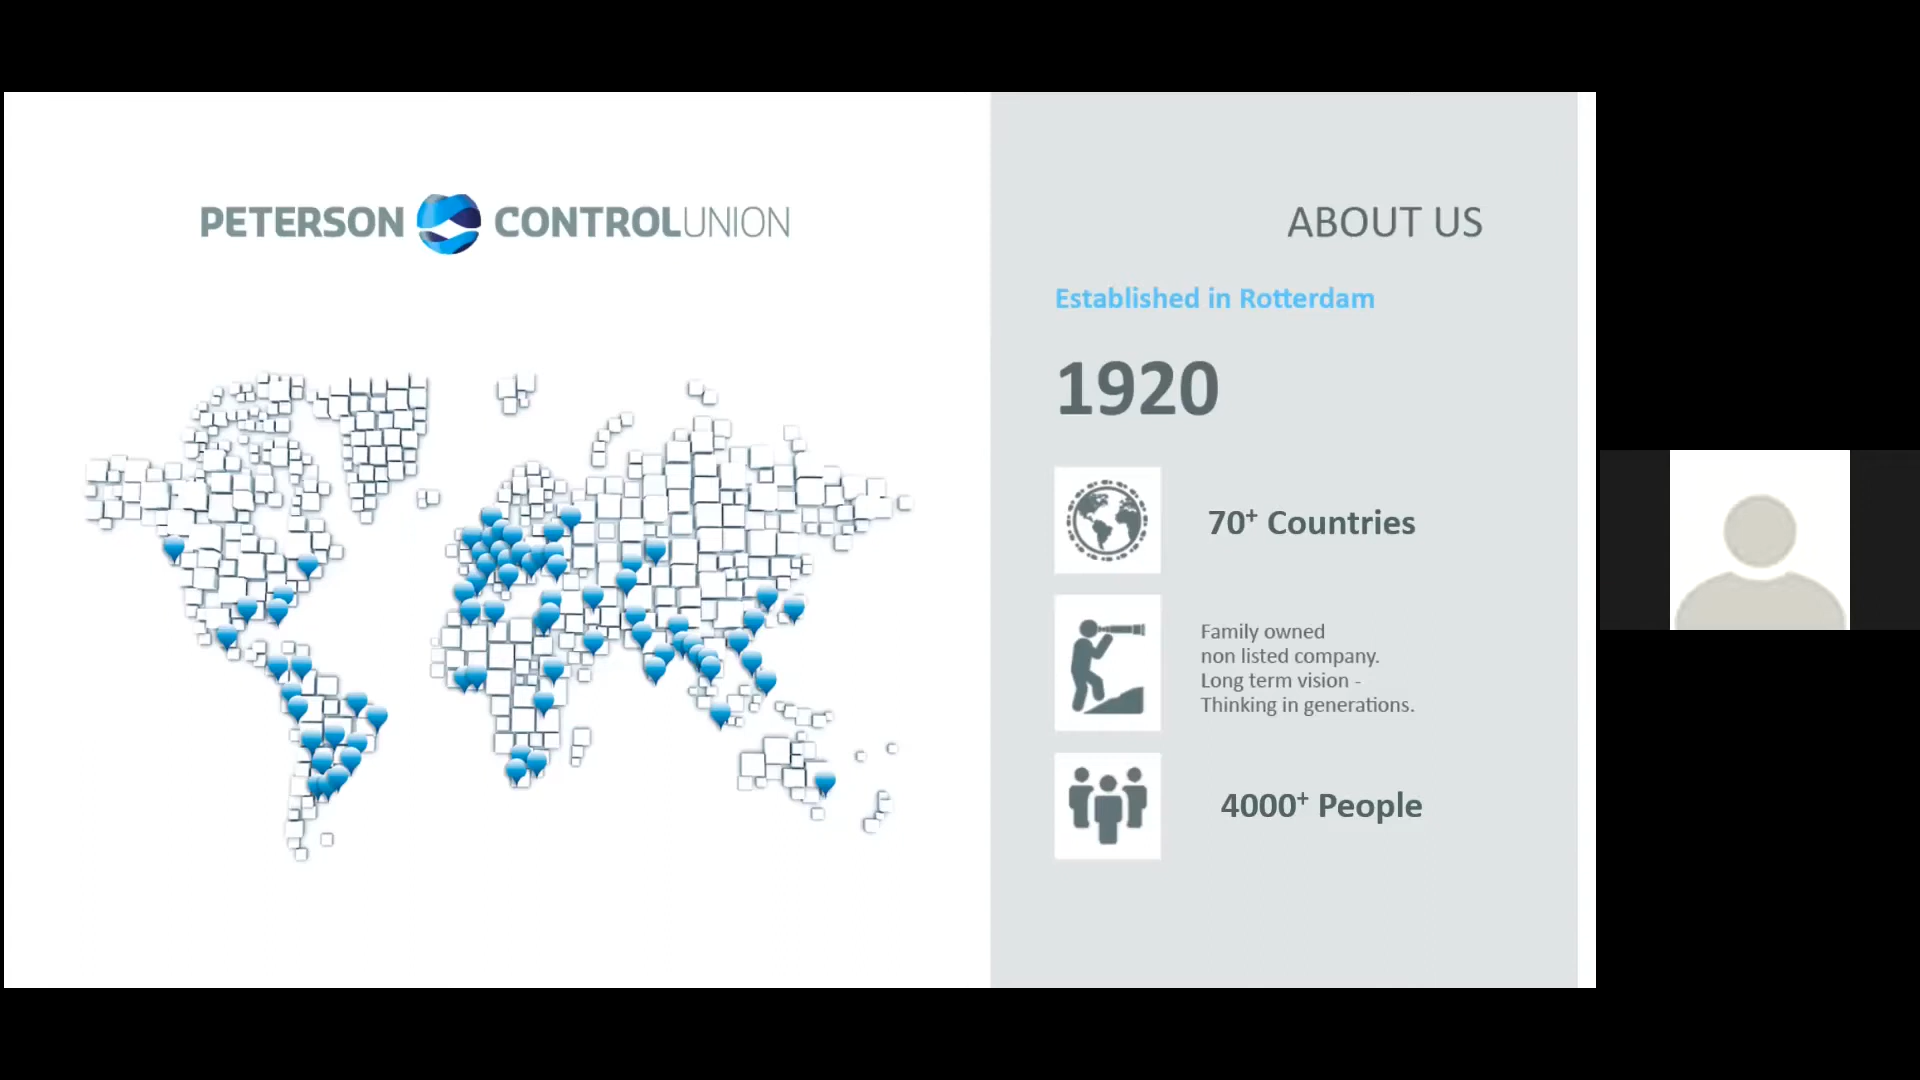 PETERSON CONTROLUNION
ABOUT US
Established in Rotterdam
1920
70+ Countries
Family owned
non listed company.
Long term vision -
Thinking in generations.
4000+ People